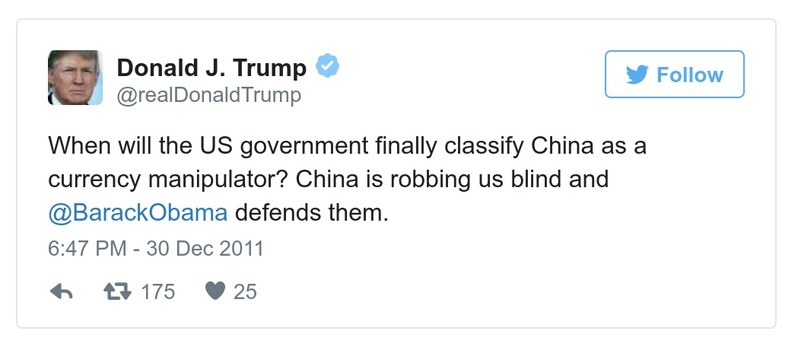 Donald J. Trump
@realDonaldTrump
Follow
When will the US government finally classify China as a
currency manipulator? China is robbing us blind and
@BarackObama defends them.
6:47 PM - 30 Dec 2011
175 25